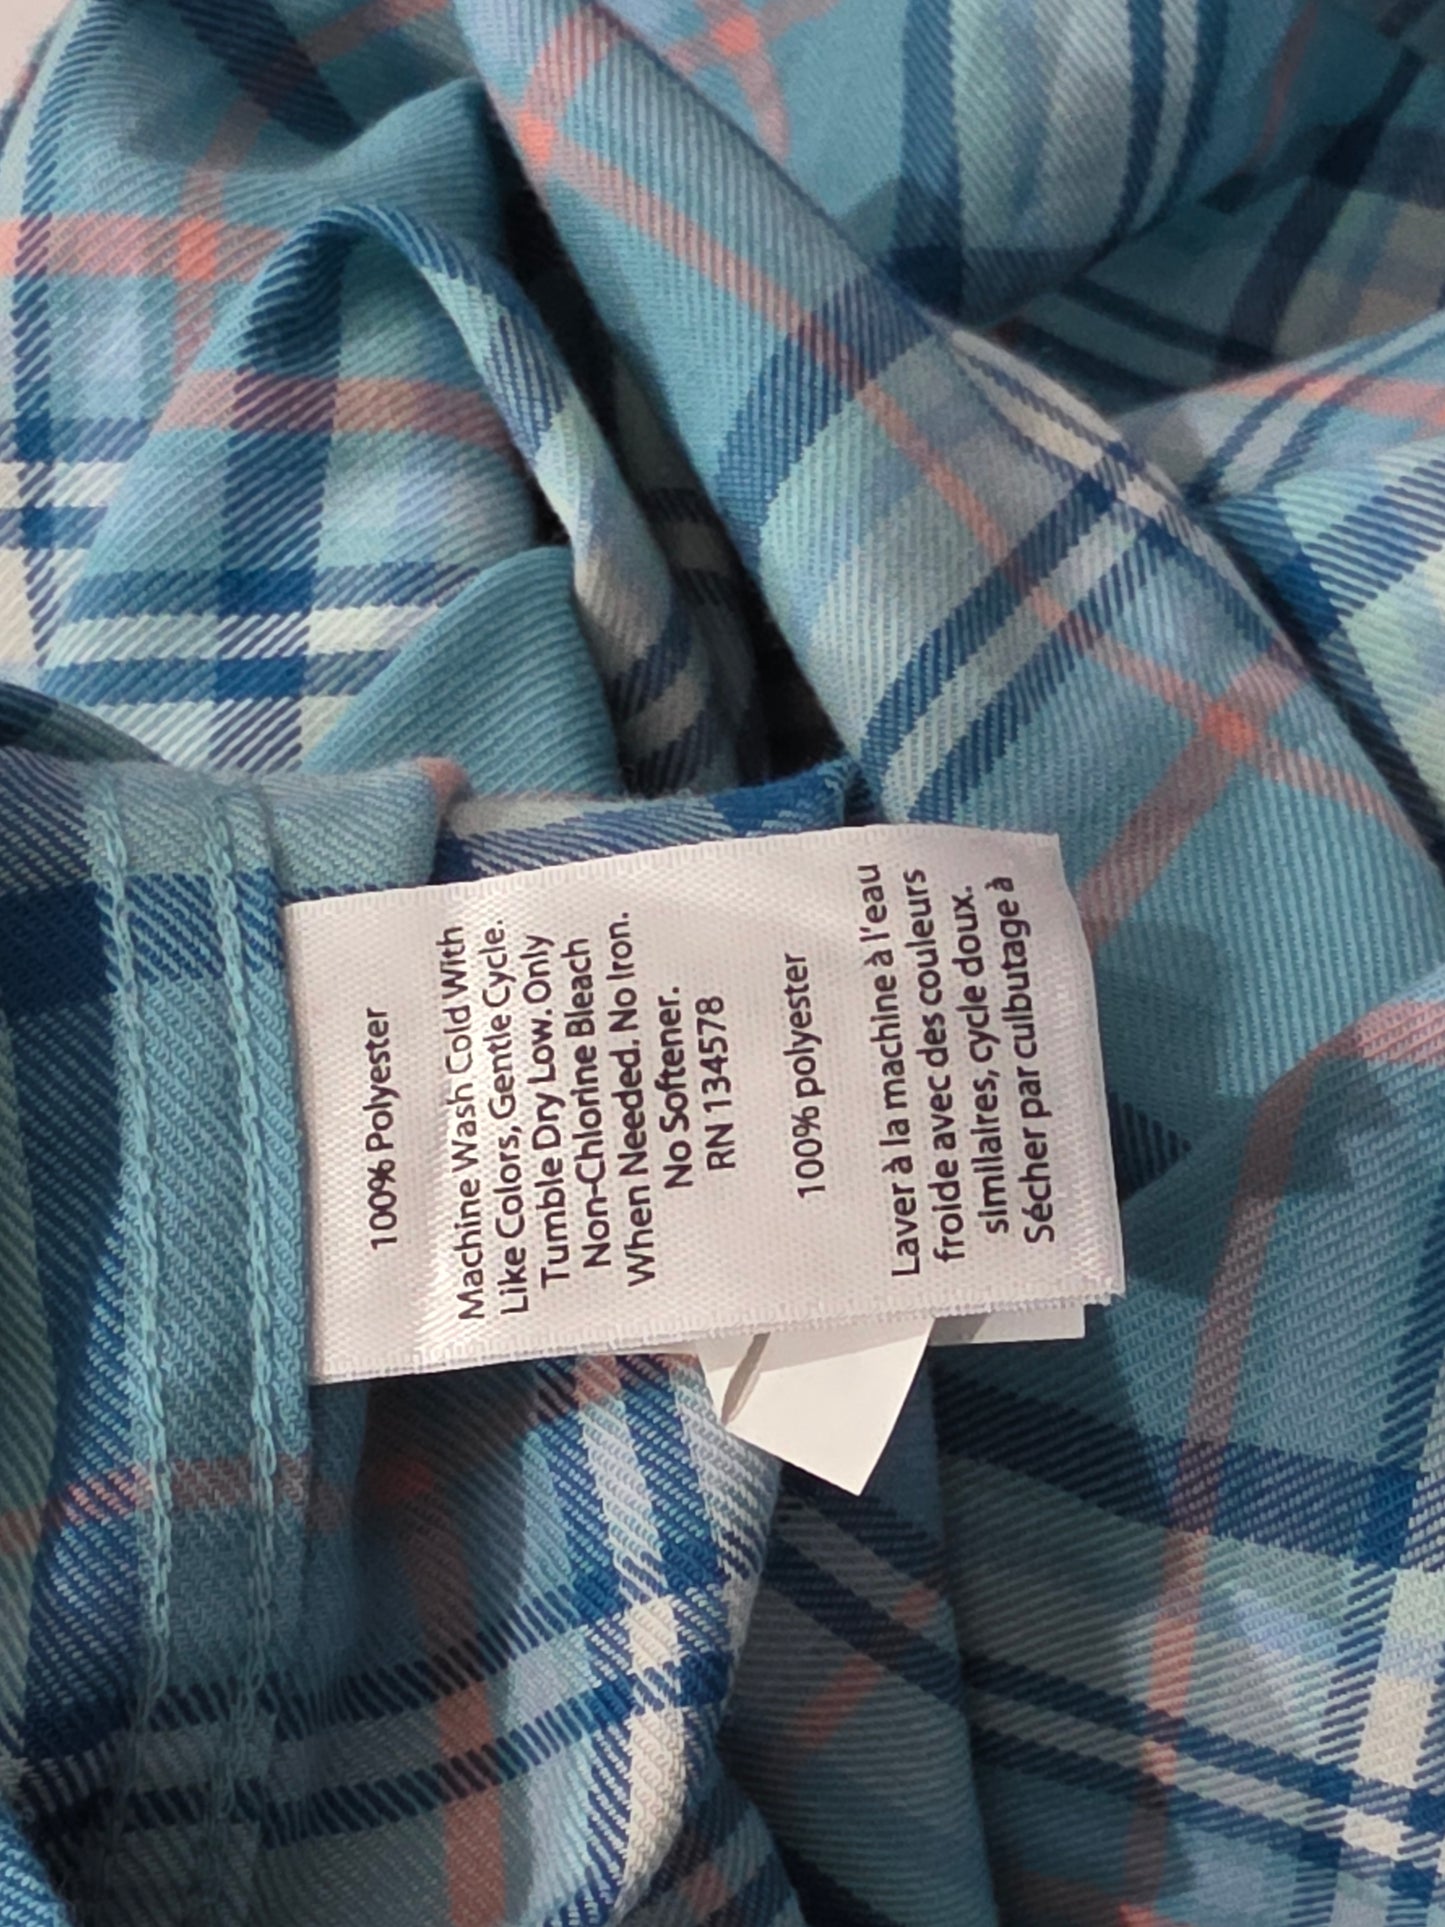 100% Polyester
Machine Wash Cold With
Like Colors, Gentle Cycle.
Tumble Dry Low. Only
Non-Chlorine Bleach
When Needed. No Iron.
No Softener.
RN 134578
100% polyester
Laver à la machine à l'eau
froide avec des couleurs
similaires, cycle doux.
Sécher par culbutage à